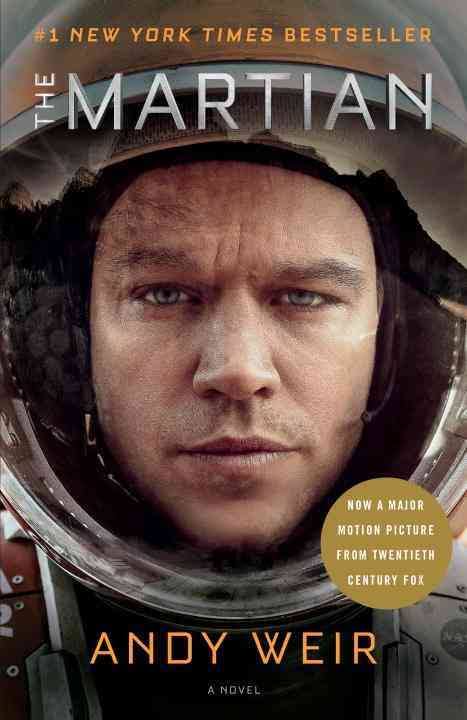 #1 NEW YORK TIMES BESTSELLER
THE MARTIAN
NOW A MAJOR
MOTION PICTURE
FROM TWENTIETH
CENTURY FOX
ANDY WEIR
A NOVEL